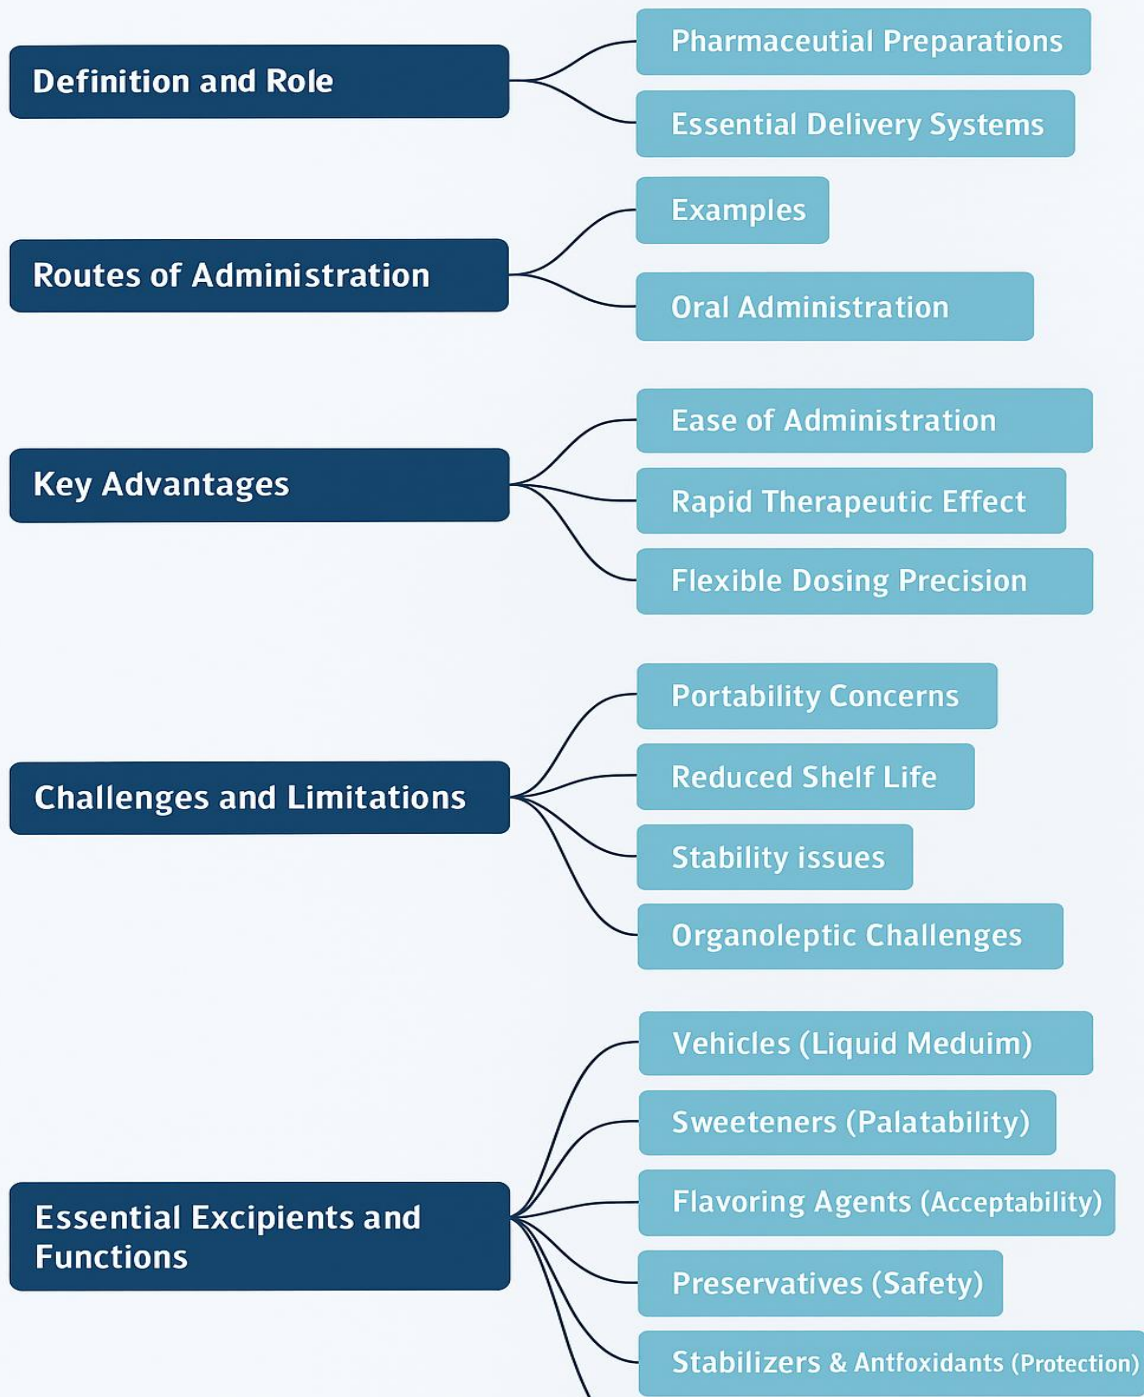 Definition and Role
Pharmaceutial Preparations
Essential Delivery Systems
Routes of Administration
Examples
Oral Administration
Key Advantages
Ease of Administration
Rapid Therapeutic Effect
Flexible Dosing Precision
Challenges and Limitations
Portability Concerns
Reduced Shelf Life
Stability issues
Organoleptic Challenges
Essential Excipients and
Functions
Vehicles (Liquid Meduim)
Sweeteners (Palatability)
Flavoring Agents (Acceptability)
Preservatives (Safety)
Stabilizers & Antfoxidants (Protection)